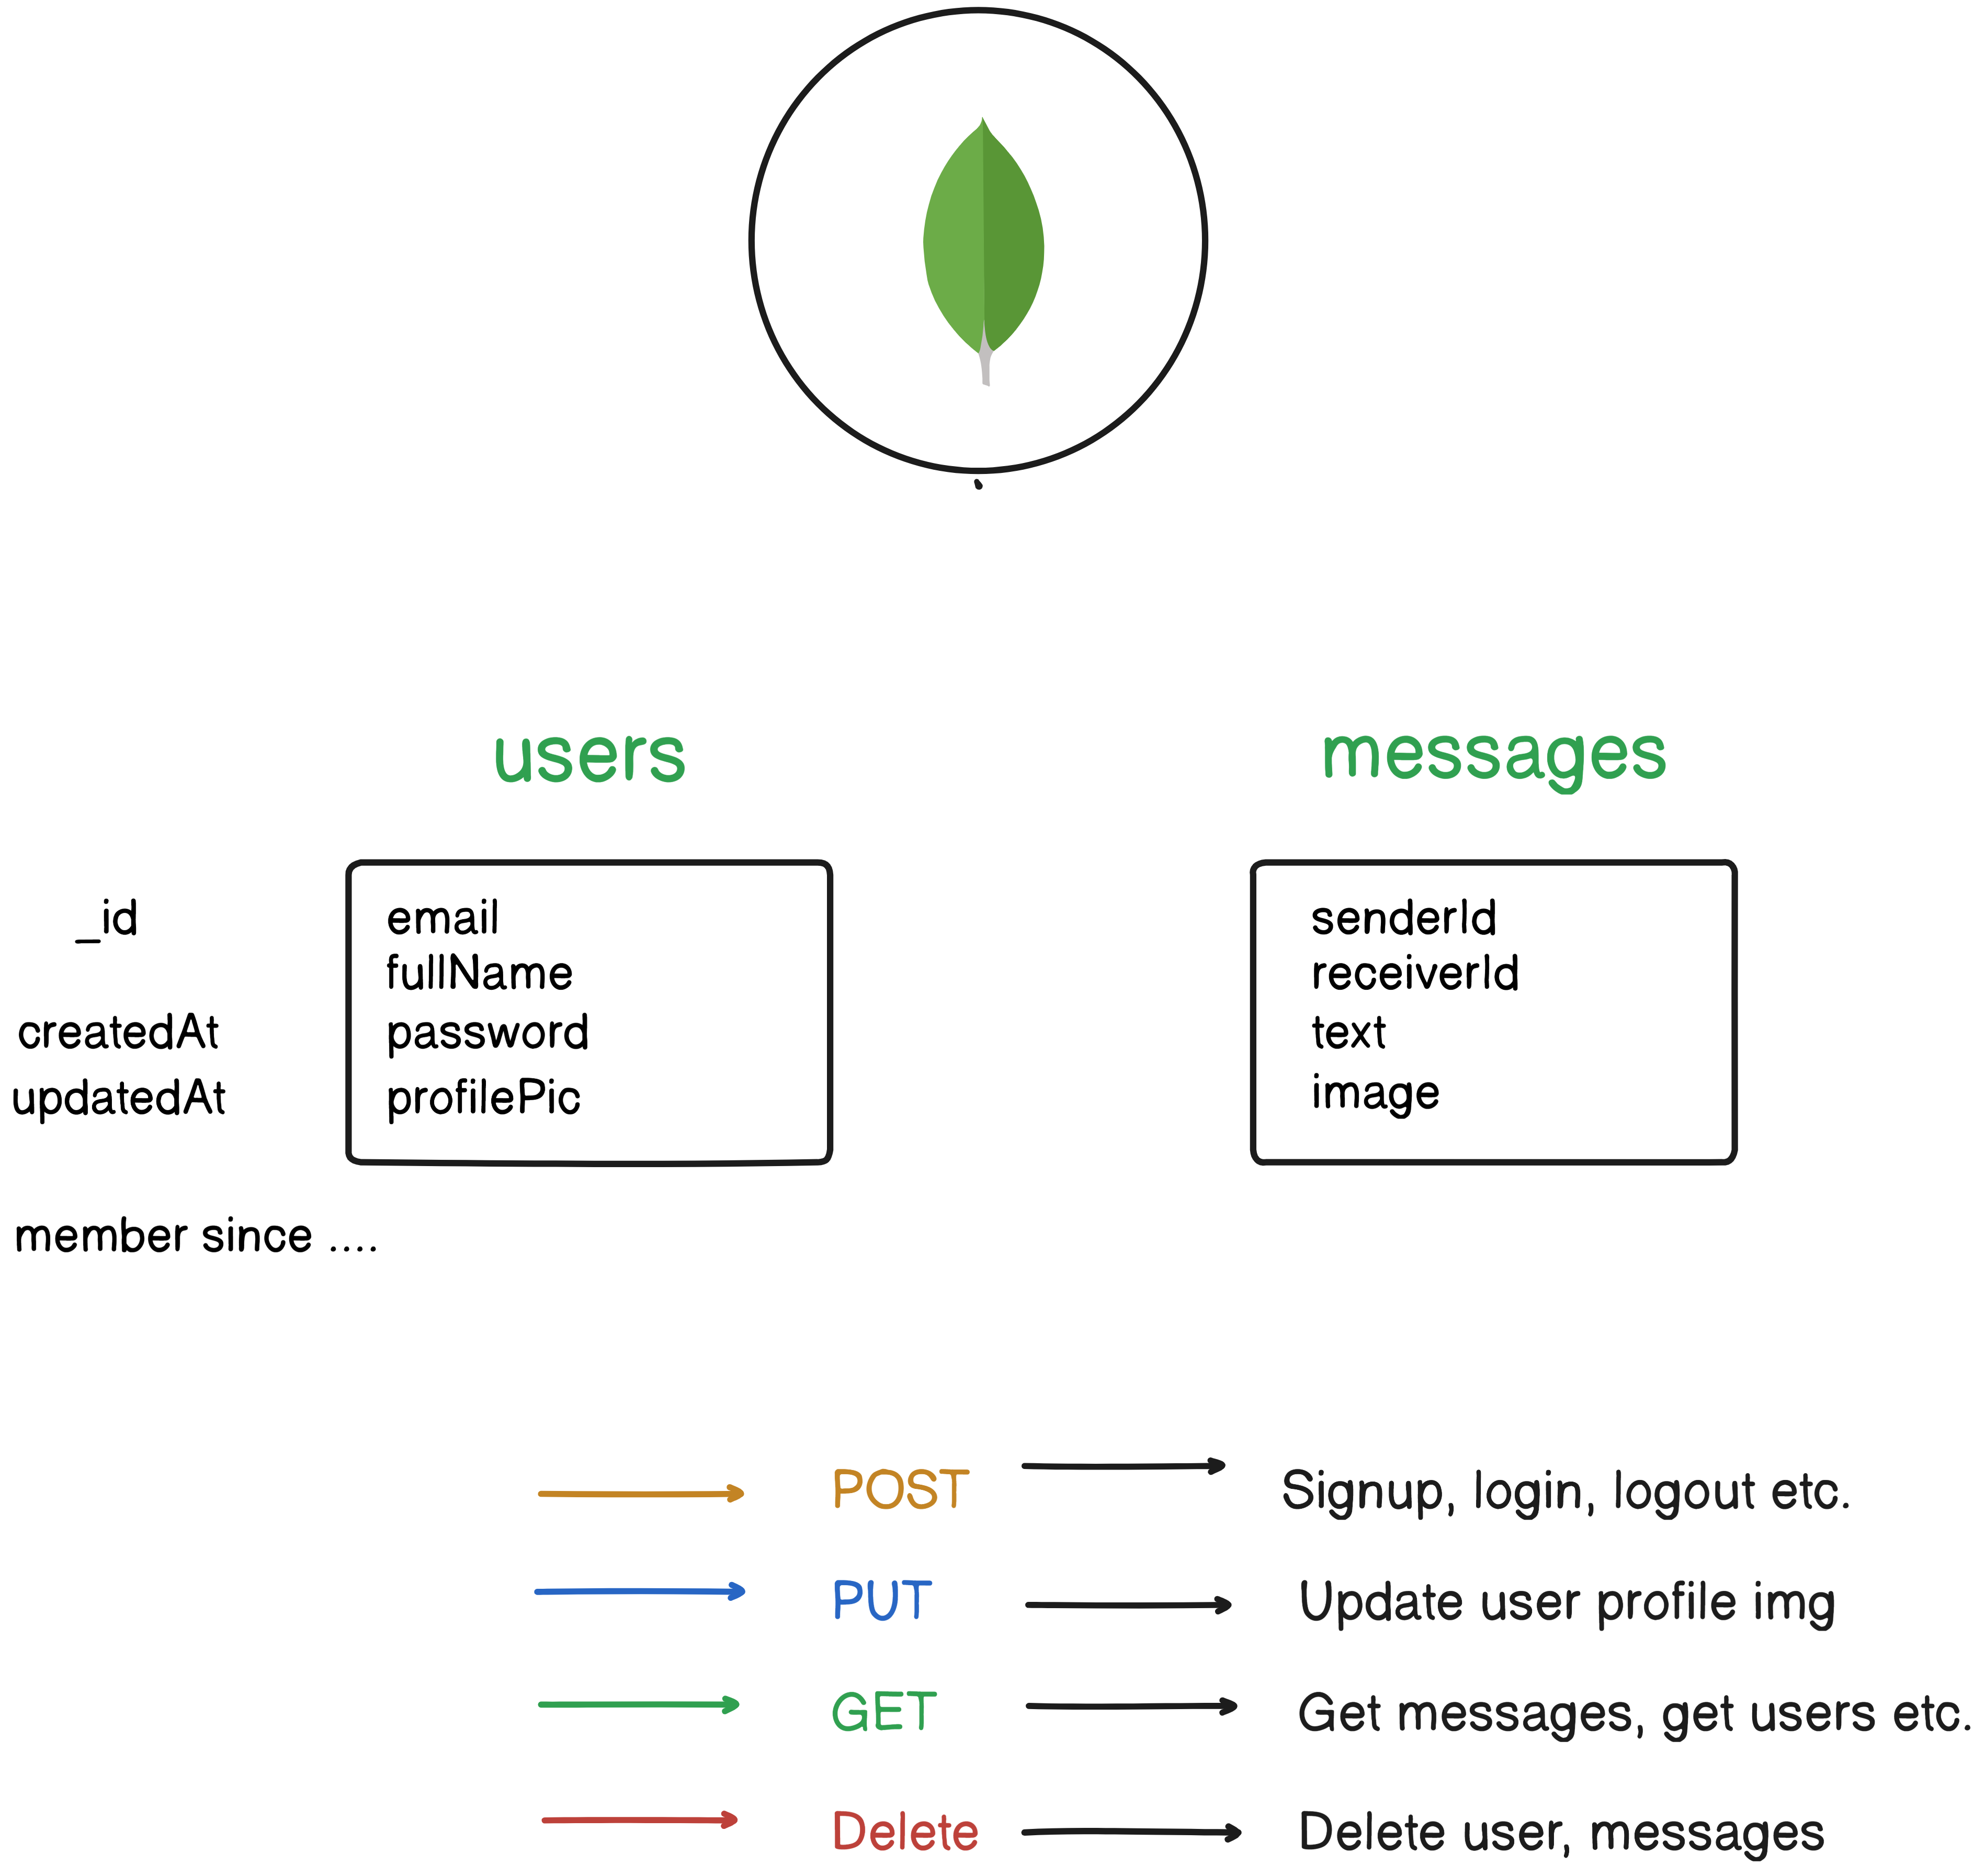 users
messages
_id
createdAt
updatedAt
email
fullName
password
profilePic
senderId
receiverId
text
image
member since ....
POST
Signup, login, logout etc.
PUT
Update user profile img
GET
Get messages, get users etc.
Delete
Delete user, messages